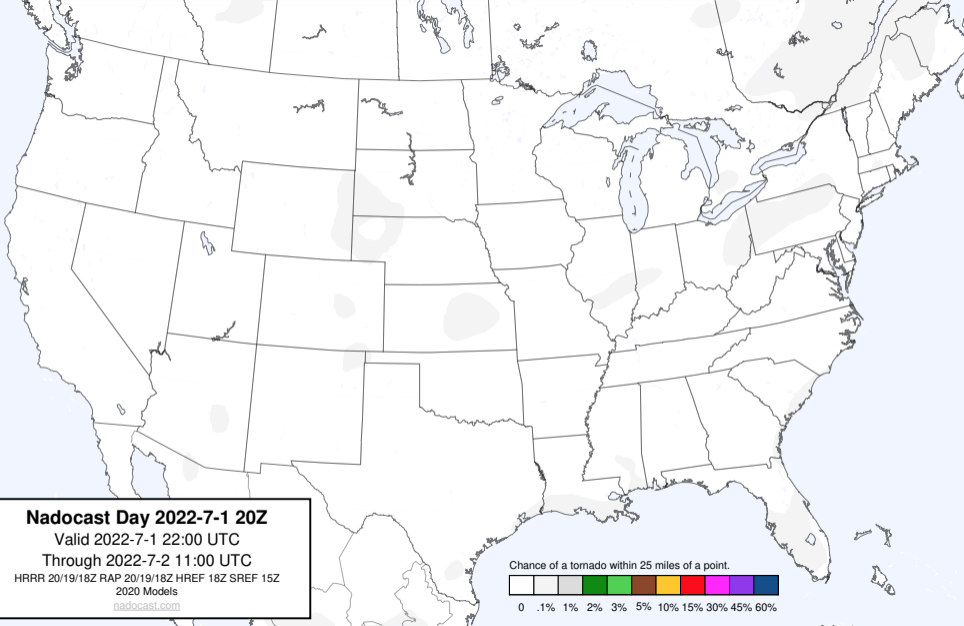 Nadocast Day 2022-7-1 20Z
Valid 2022-7-1 22:00 UTC
Through 2022-7-2 11:00 UTC
HRRR 20/19/18Z RAP 20/19/18Z HREF 18Z SREF 15Z
2020 Models
nadocast.com
Chance of a tornado within 25 miles of a point.
0 .1% 1% 2% 3% 5% 10% 15% 30% 45% 60%